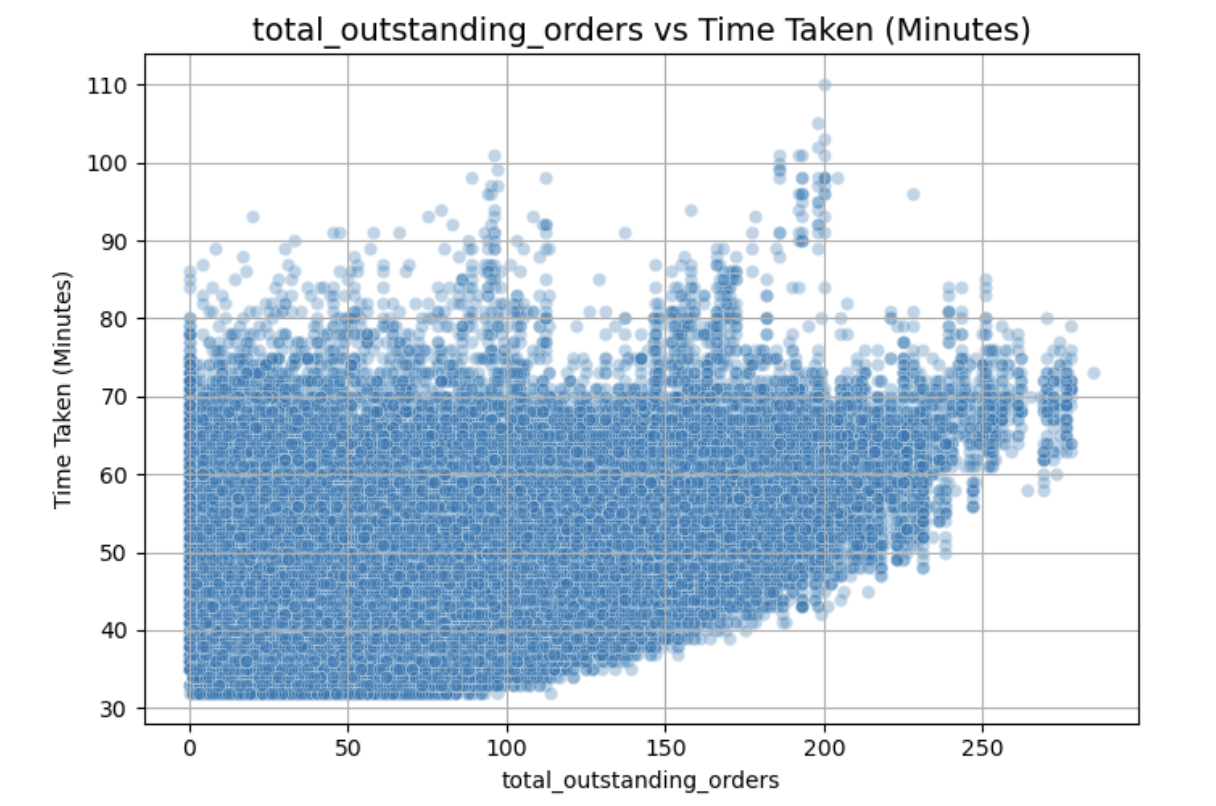 total_outstanding_orders vs Time Taken (Minutes)
110
100
90
80
70
60
50
40
30
Time Taken (Minutes)
0 50 100 150 200 250
total_outstanding_orders